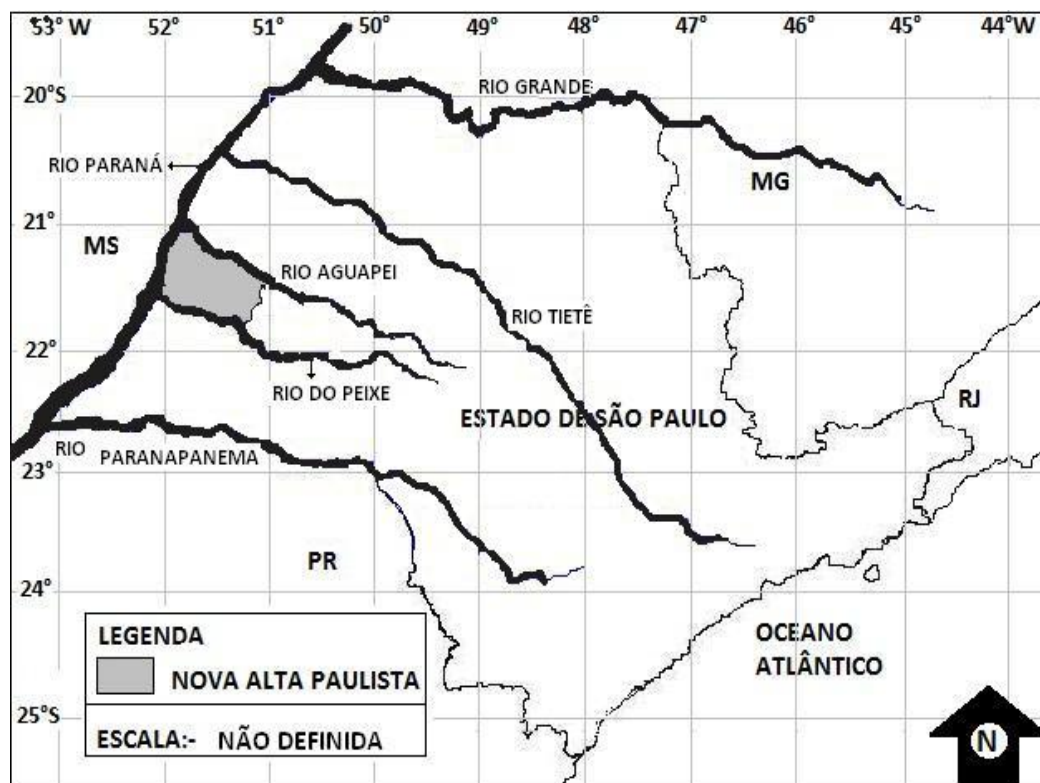 53° W 52° 51° 50° 49° 48° 47° 46° 45° 44° W
20°S
RIO GRANDE
RIO PARANÁ
MG
21°
MS
RIO AGUAPEI
RIO TIETÊ
22°
RIO DO PEIXE
ESTADO DE SÃO PAULO
RJ
RIO PARANAPANEMA
23°
PR
24°
LEGENDA
NOVA ALTA PAULISTA
OCEANO
ATLÂNTICO
25°S
ESCALA:- NÃO DEFINIDA
N